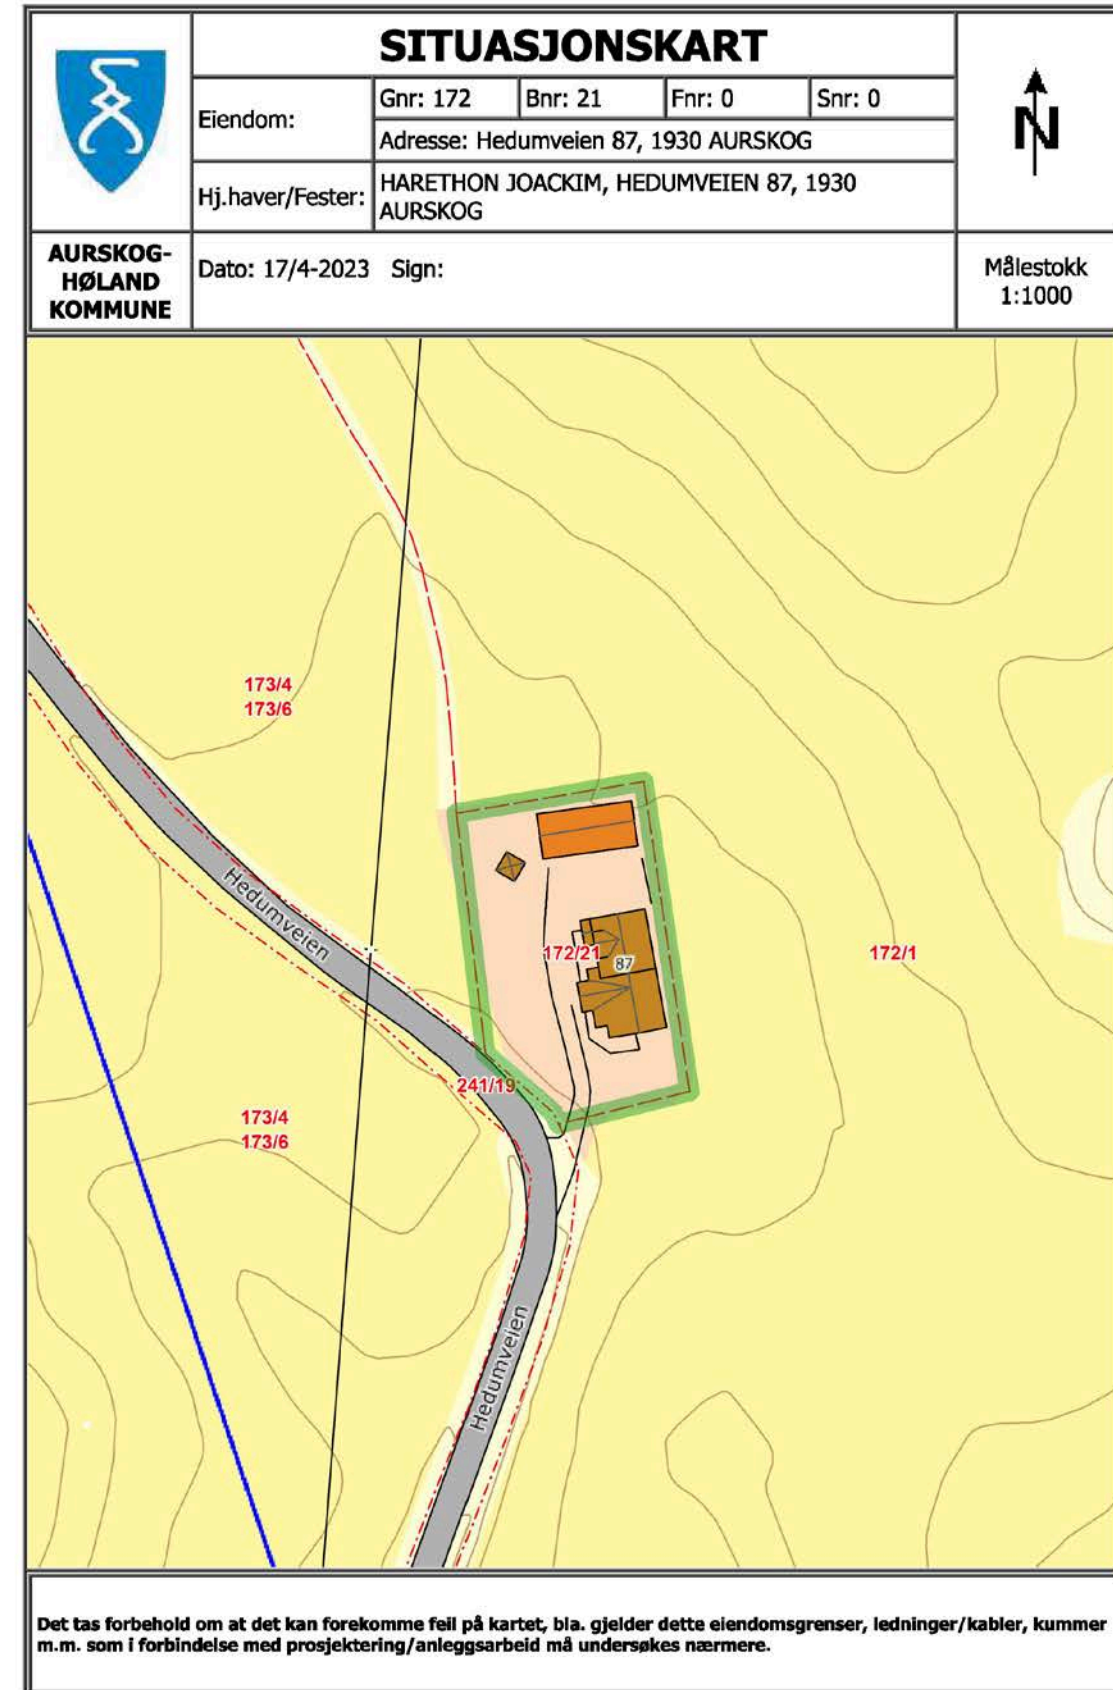 SITUASJONSKART
Eiendom:
Gnr: 172
Bnr: 21
Fnr: 0
Snr: 0
Adresse: Hedumveien 87, 1930 AURSKOG
Hj.haver/Fester:
HARETHON JOACKIM, HEDUMVEIEN 87, 1930
AURSKOG
N
AURSKOG-
HØLAND
KOMMUNE
Dato: 17/4-2023 Sign:
Målestokk
1:1000
173/4
173/6
Hedumveien
172/21
87
172/1
241/19
173/4
173/6
Hedumveien
Det tas forbehold om at det kan forekomme feil på kartet, bla. gjelder dette eiendomsgrenser, ledninger/kabler, kummer
m.m. som i forbindelse med prosjektering/anleggsarbeid må undersøkes nærmere.